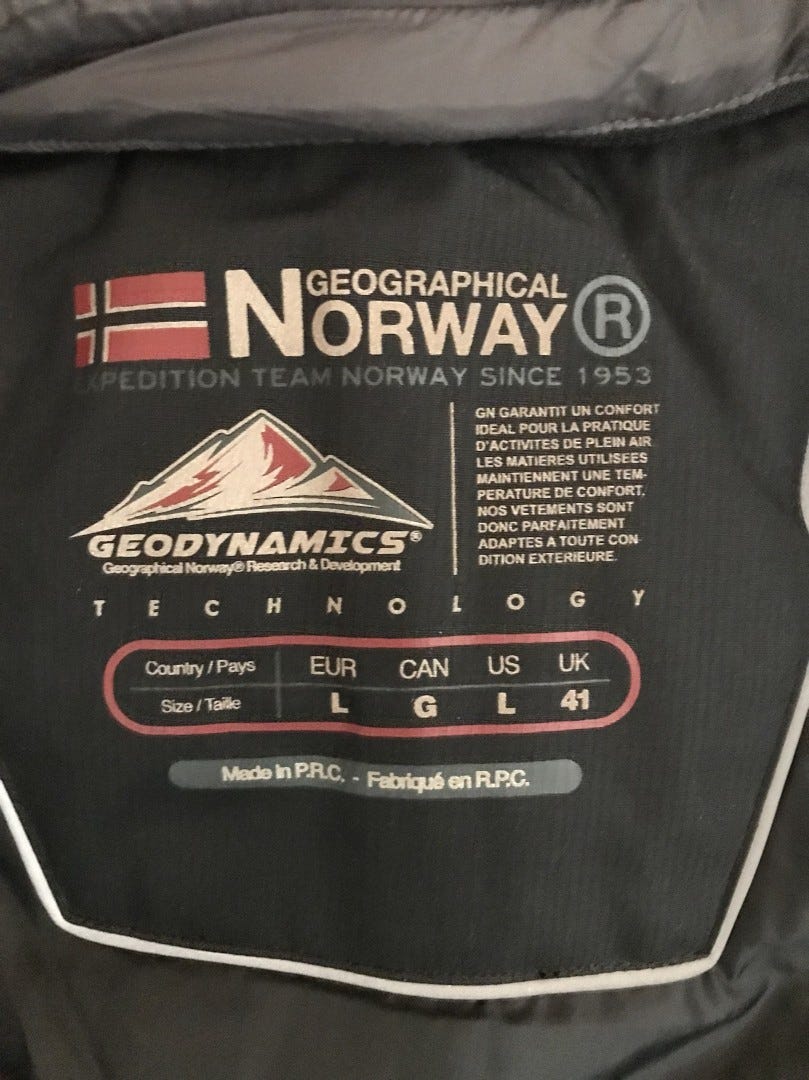 GEOGRAPHICAL
NORWAY ®
EXPEDITION TEAM NORWAY SINCE 1953
GN GARANTIT UN CONFORT
IDEAL POUR LA PRATIQUE
D'ACTIVITES DE PLEIN AIR
LES MATIERES UTILISEES
MAINTIENNENT UNE TEM-
PERATURE DE CONFORT.
NOS VETEMENTS SONT
DONC PARFAITEMENT
ADAPTES A TOUTE CON-
DITION EXTERIEURE.
GEODYNAMICS®
Geographical Norway® Research & Development
TECHNOLOGY
Country / Pays EUR CAN US UK
Size / Taille L G L 41
Made in P.R.C. - Fabriqué en R.P.C.